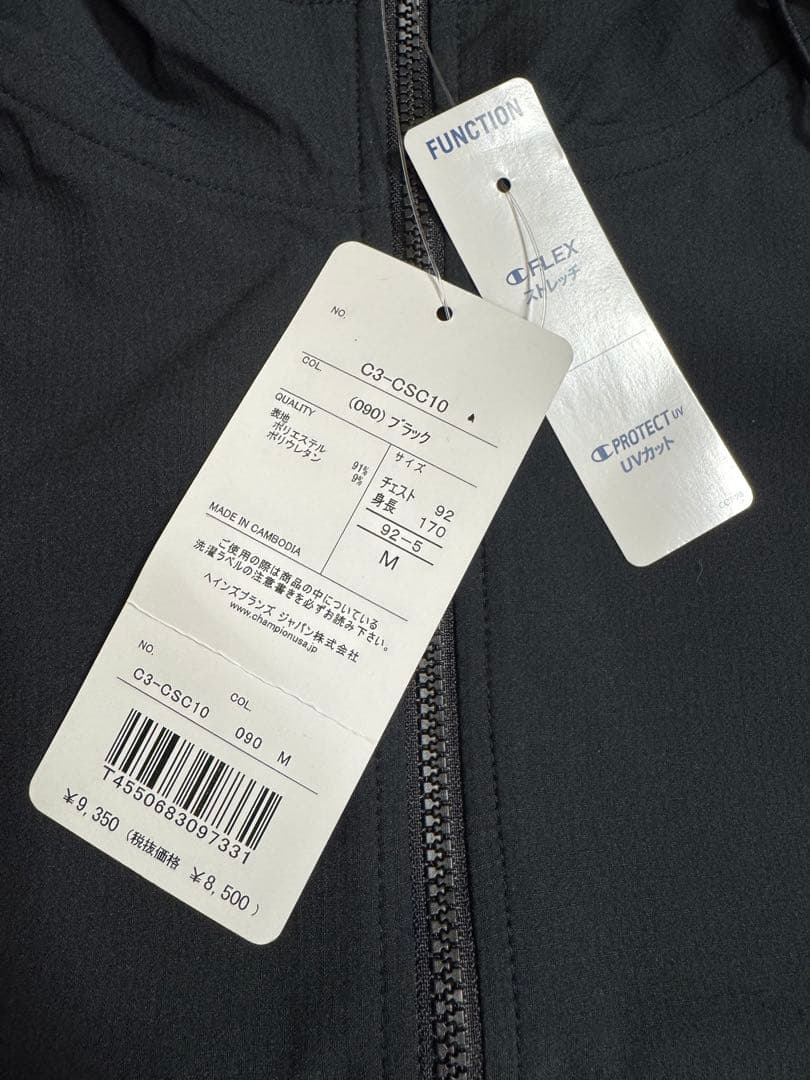 FUNCTION
FLEX
ストレッチ
PROTECT UV
UVカット
NO.
C3-CSC10
COL.
(090) ブラック
QUALITY
表地
ポリエステル 91%
ポリウレタン 9%
サイズ
チェスト 92
身長 170
92-5
M
MADE IN CAMBODIA
ご使用の際は商品の中についている
洗濯ラベルの注意書きを必ずお読み下さい。
ヘインズブランズ ジャパン株式会社
www.championusa.jp
NO.
C3-CSC10
COL.
090 M
T4550683097331
¥9,350 (税抜価格 ¥8,500)